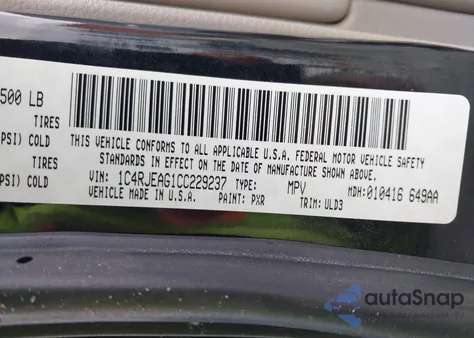 500 LB
TIRES
PSI) COLD
TIRES
PSI) COLD
THIS VEHICLE CONFORMS TO ALL APPLICABLE U.S.A. FEDERAL MOTOR VEHICLE SAFETY
STANDARDS IN EFFECT ON THE DATE OF MANUFACTURE SHOWN ABOVE.
VIN: 1C4RJEAG1CC229237 TYPE: MPV MDH:010416 649AA
VEHICLE MADE IN U.S.A. PAINT: PXR TRIM: ULD3
autoSnap